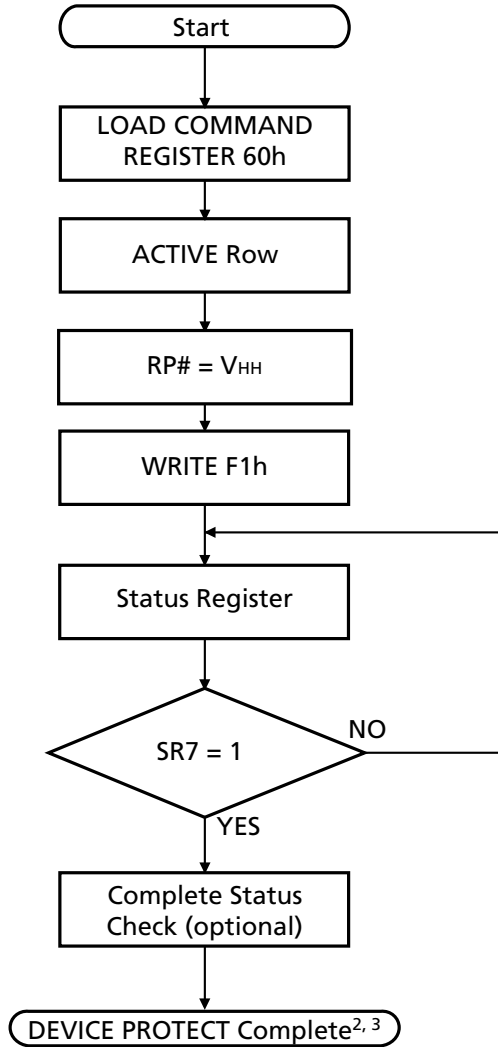 Start
LOAD COMMAND
REGISTER 60h
ACTIVE Row
RP# = VHH
WRITE F1h
Status Register
SR7 = 1
NO
YES
Complete Status
Check (optional)
DEVICE PROTECT Complete2, 3